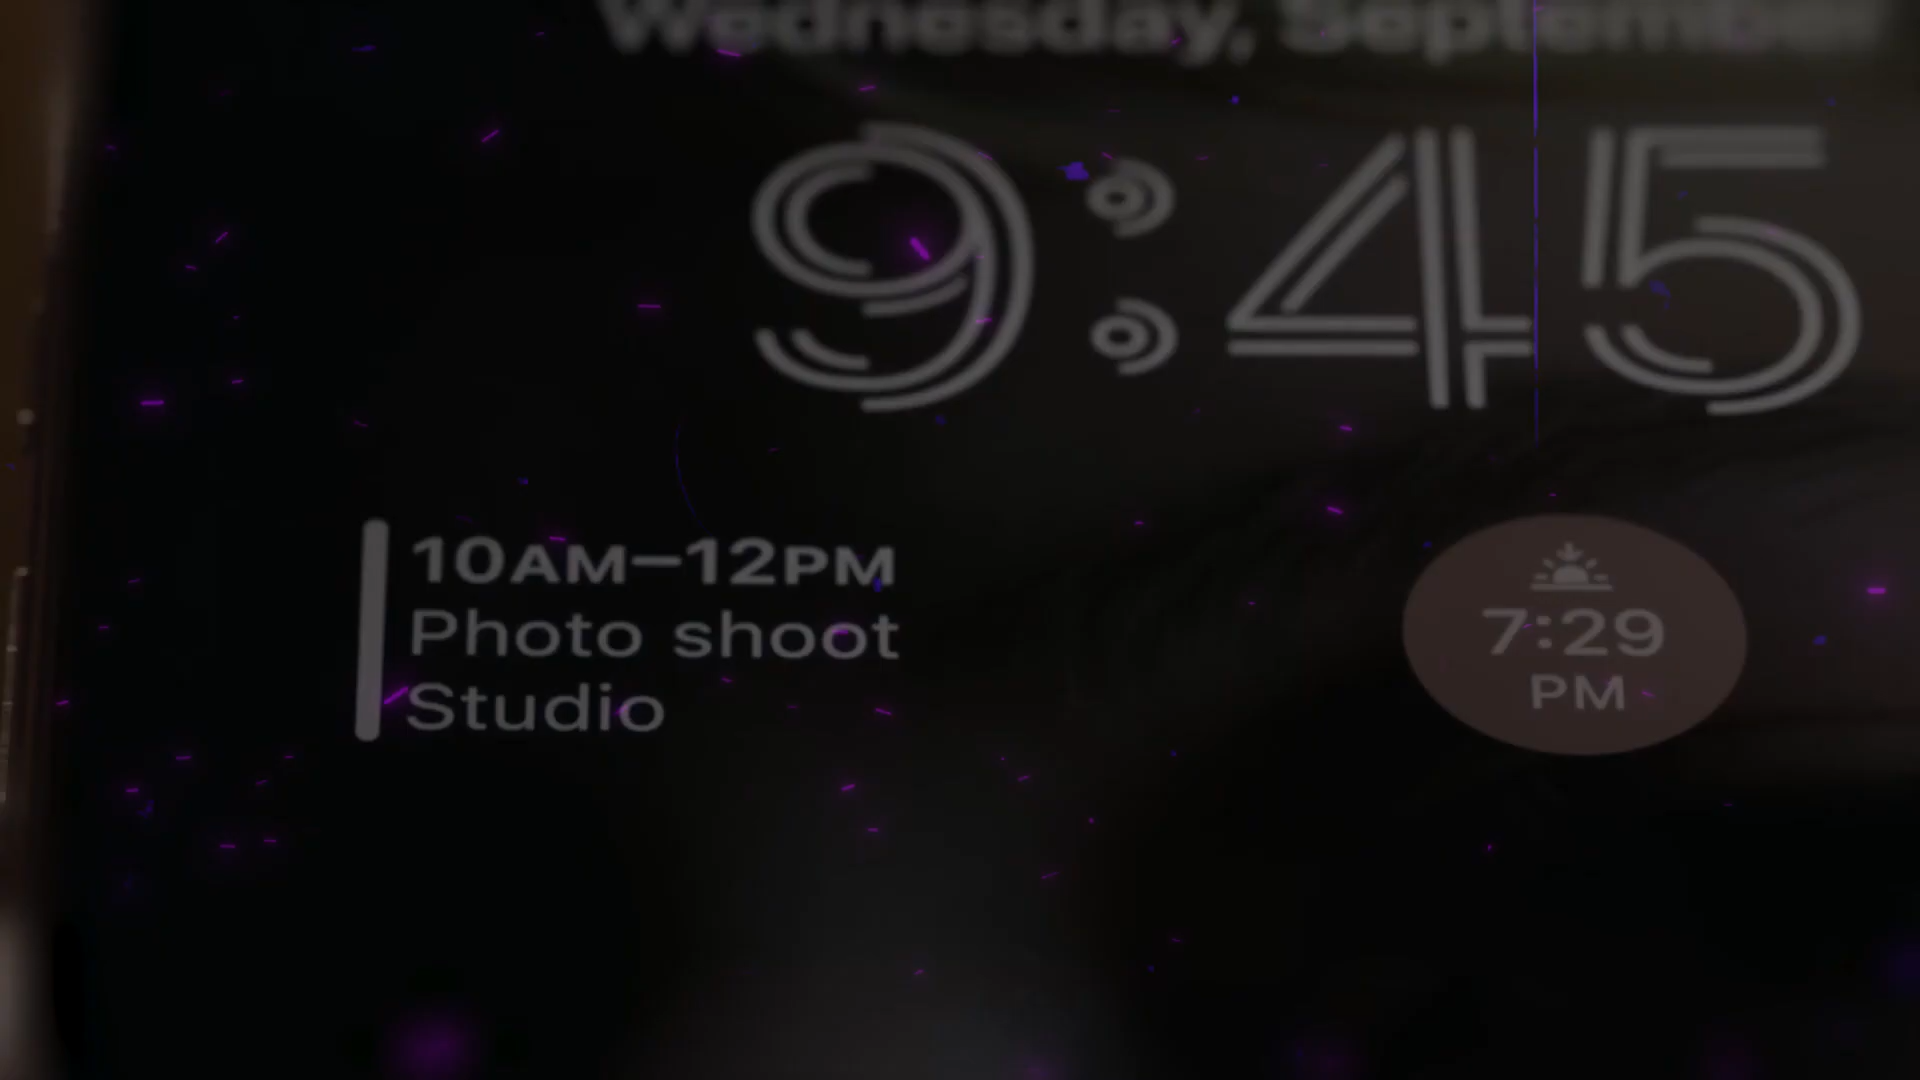 Wednesday, September
9:45
10AM–12PM
Photo shoot
Studio
7:29
PM